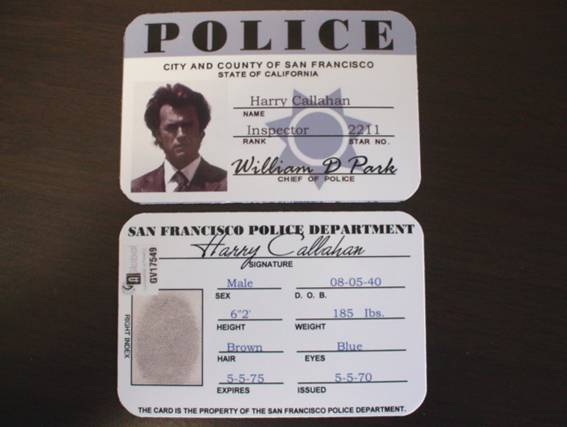 POLICE
CITY AND COUNTY OF SAN FRANCISCO
STATE OF CALIFORNIA
Harry Callahan
NAME
Inspector 2211
RANK STAR NO.
William D Park
CHIEF OF POLICE
SAN FRANCISCO POLICE DEPARTMENT
Harry Callahan
SIGNATURE
GV17549
Male 08-05-40
SEX D. O. B.
6"2' 185 lbs.
HEIGHT WEIGHT
RIGHT INDEX
Brown Blue
HAIR EYES
5-5-75 5-5-70
EXPIRES ISSUED
THE CARD IS THE PROPERTY OF THE SAN FRANCISCO POLICE DEPARTMENT.